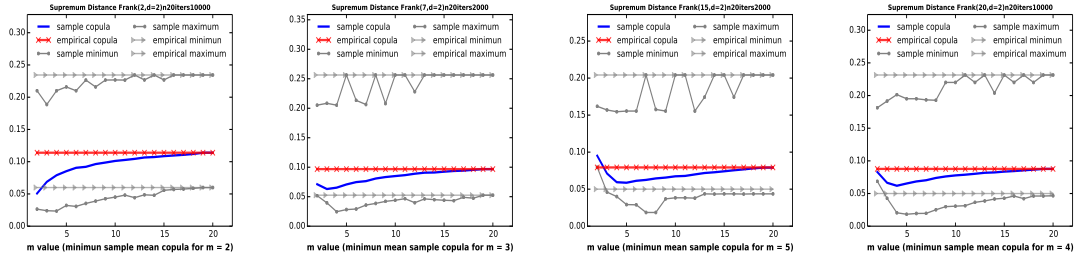 Supremum Distance Frank(2,d=2)n20iters10000
0.30
0.25
0.20
0.15
0.10
0.05
0.00
sample copula
empirical copula
sample minimun
sample maximum
empirical minimum
empirical maximum
5
10
15
20
m value (minimun sample mean copula for m = 2)
Supremum Distance Frank(7,d=2)n20iters2000
0.35
0.30
0.25
0.20
0.15
0.10
0.05
0.00
sample copula
empirical copula
sample minimun
sample maximum
empirical minimum
empirical maximum
5
10
15
20
m value (minimun sample mean copula for m = 3)
Supremum Distance Frank(15,d=2)n20iters2000
0.25
0.20
0.15
0.10
0.05
0.00
sample copula
empirical copula
sample minimun
sample maximum
empirical minimum
empirical maximum
5
10
15
20
m value (minimun sample mean copula for m = 5)
Supremum Distance Frank(20,d=2)n20iters10000
0.30
0.25
0.20
0.15
0.10
0.05
0.00
sample copula
empirical copula
sample minimun
sample maximum
empirical minimum
empirical maximum
5
10
15
20
m value (minimun sample mean copula for m = 4)